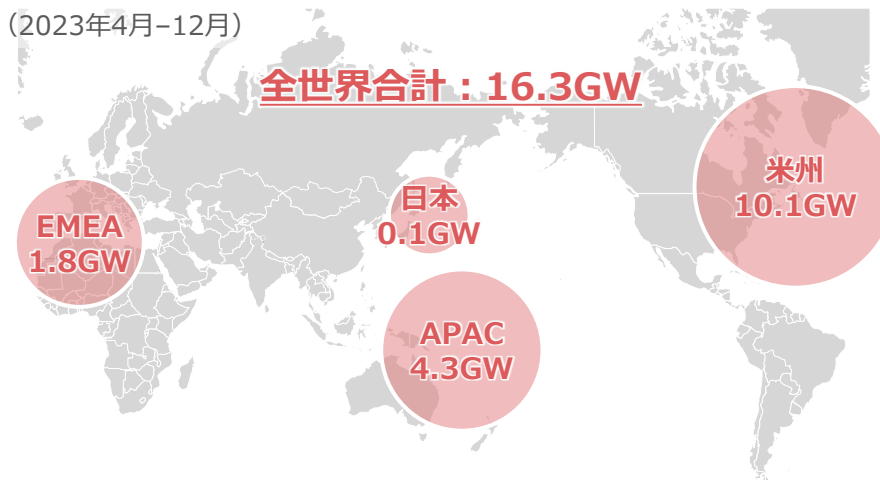 （2023年4月–12月）
全世界合計：16.3GW
米州
10.1GW
日本
0.1GW
EMEA
1.8GW
APAC
4.3GW